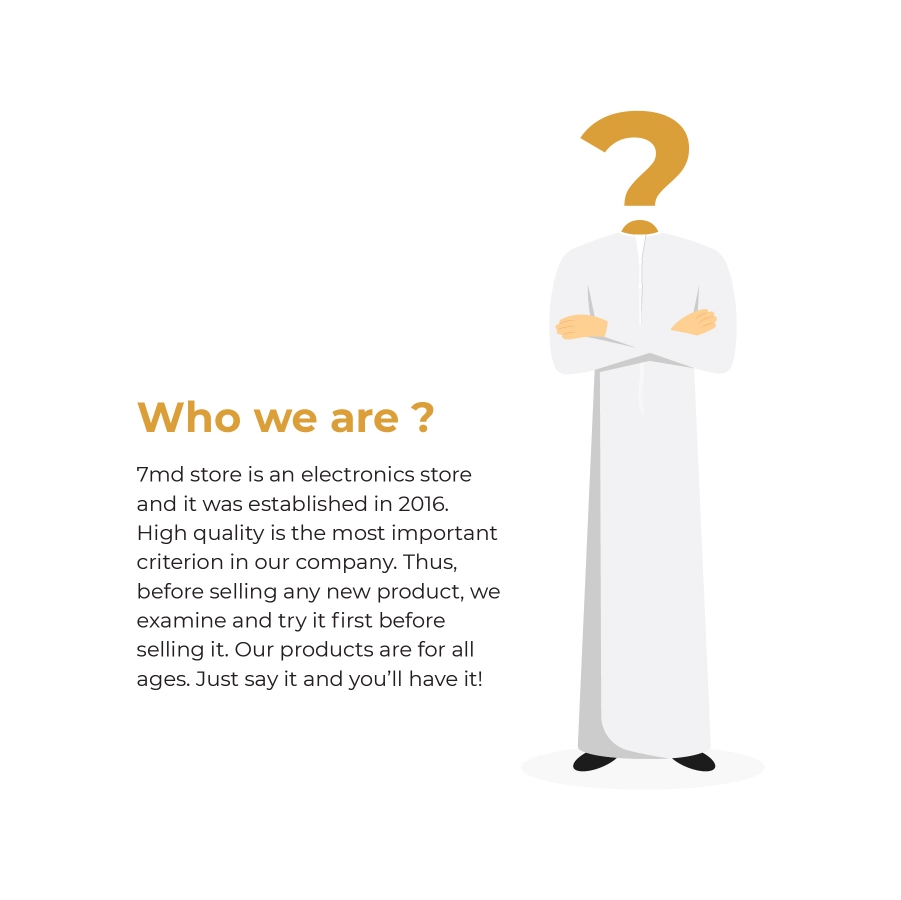 ?
Who we are ?
7md store is an electronics store
and it was established in 2016.
High quality is the most important
criterion in our company. Thus,
before selling any new product, we
examine and try it first before
selling it. Our products are for all
ages. Just say it and you’ll have it!